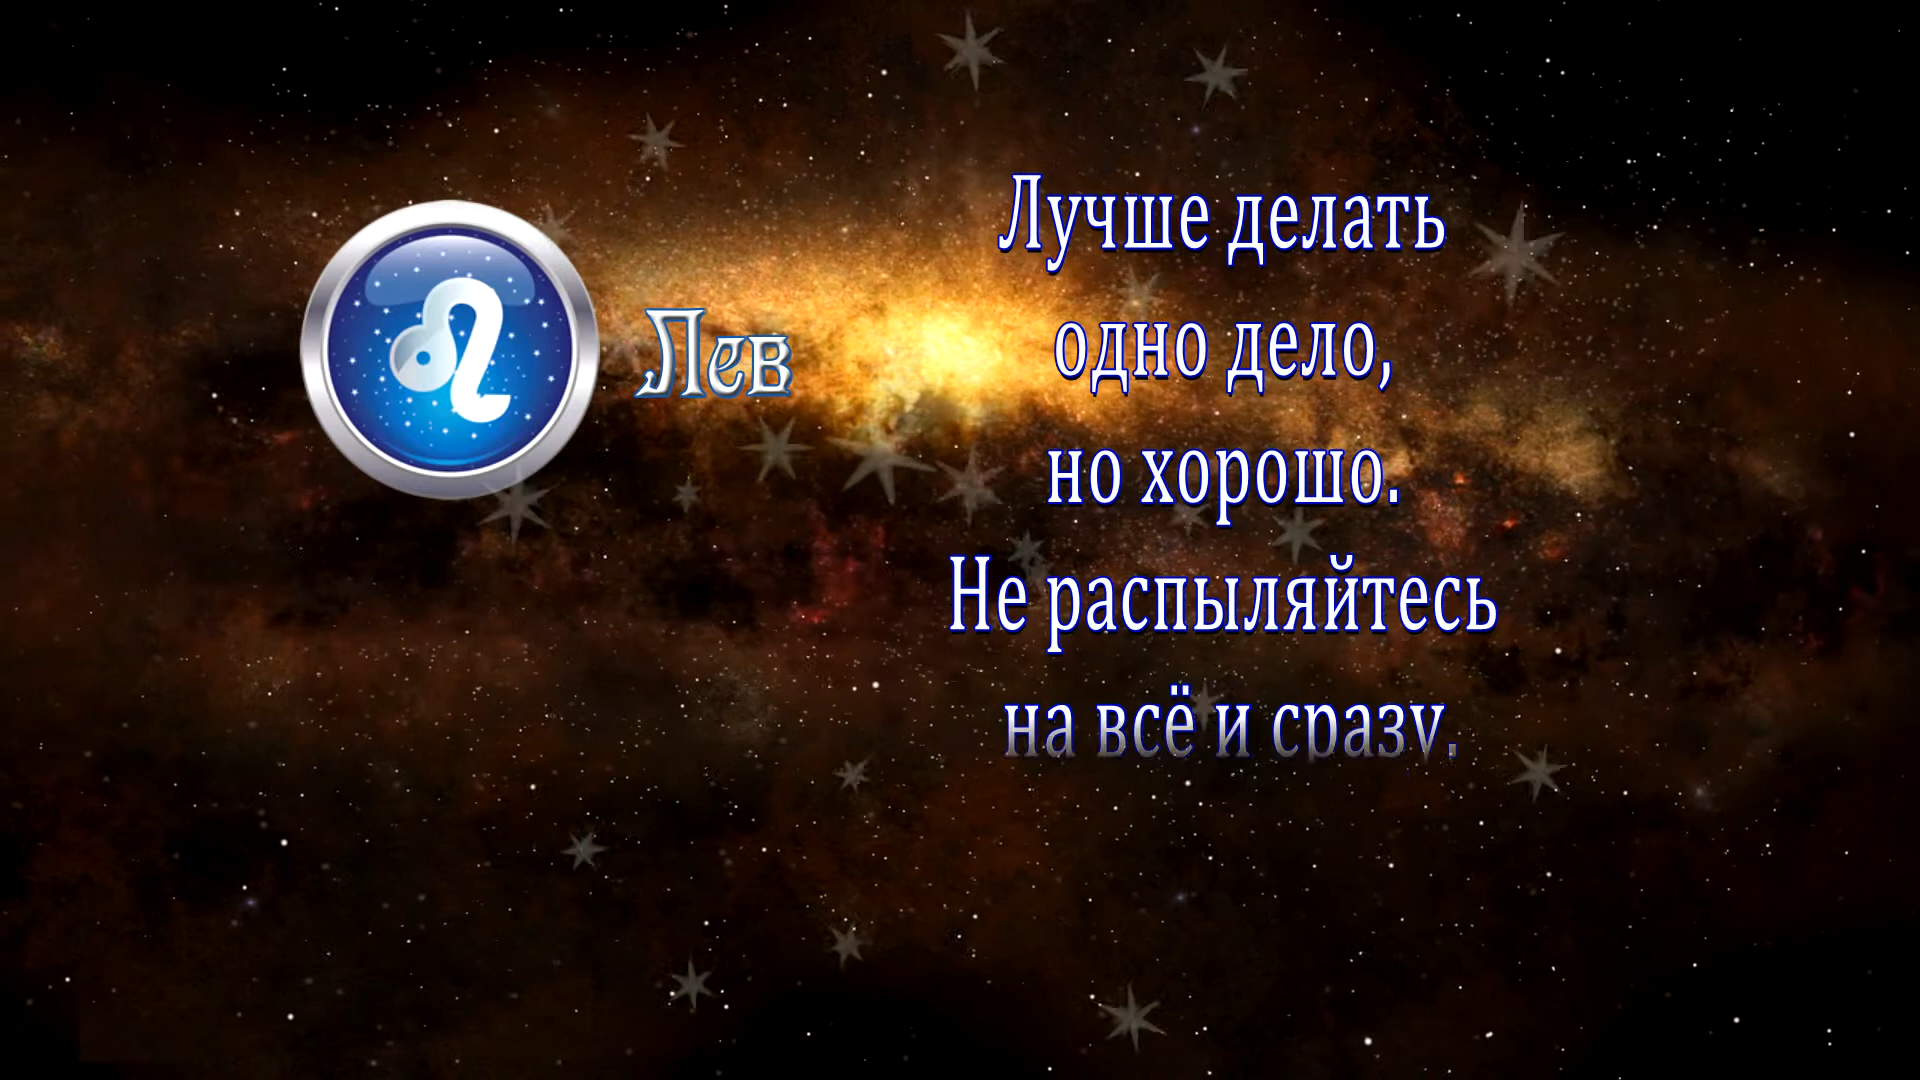 Лев
Лучше делать
одно дело,
но хорошо.
Не распыляйтесь
на всё и сразу.